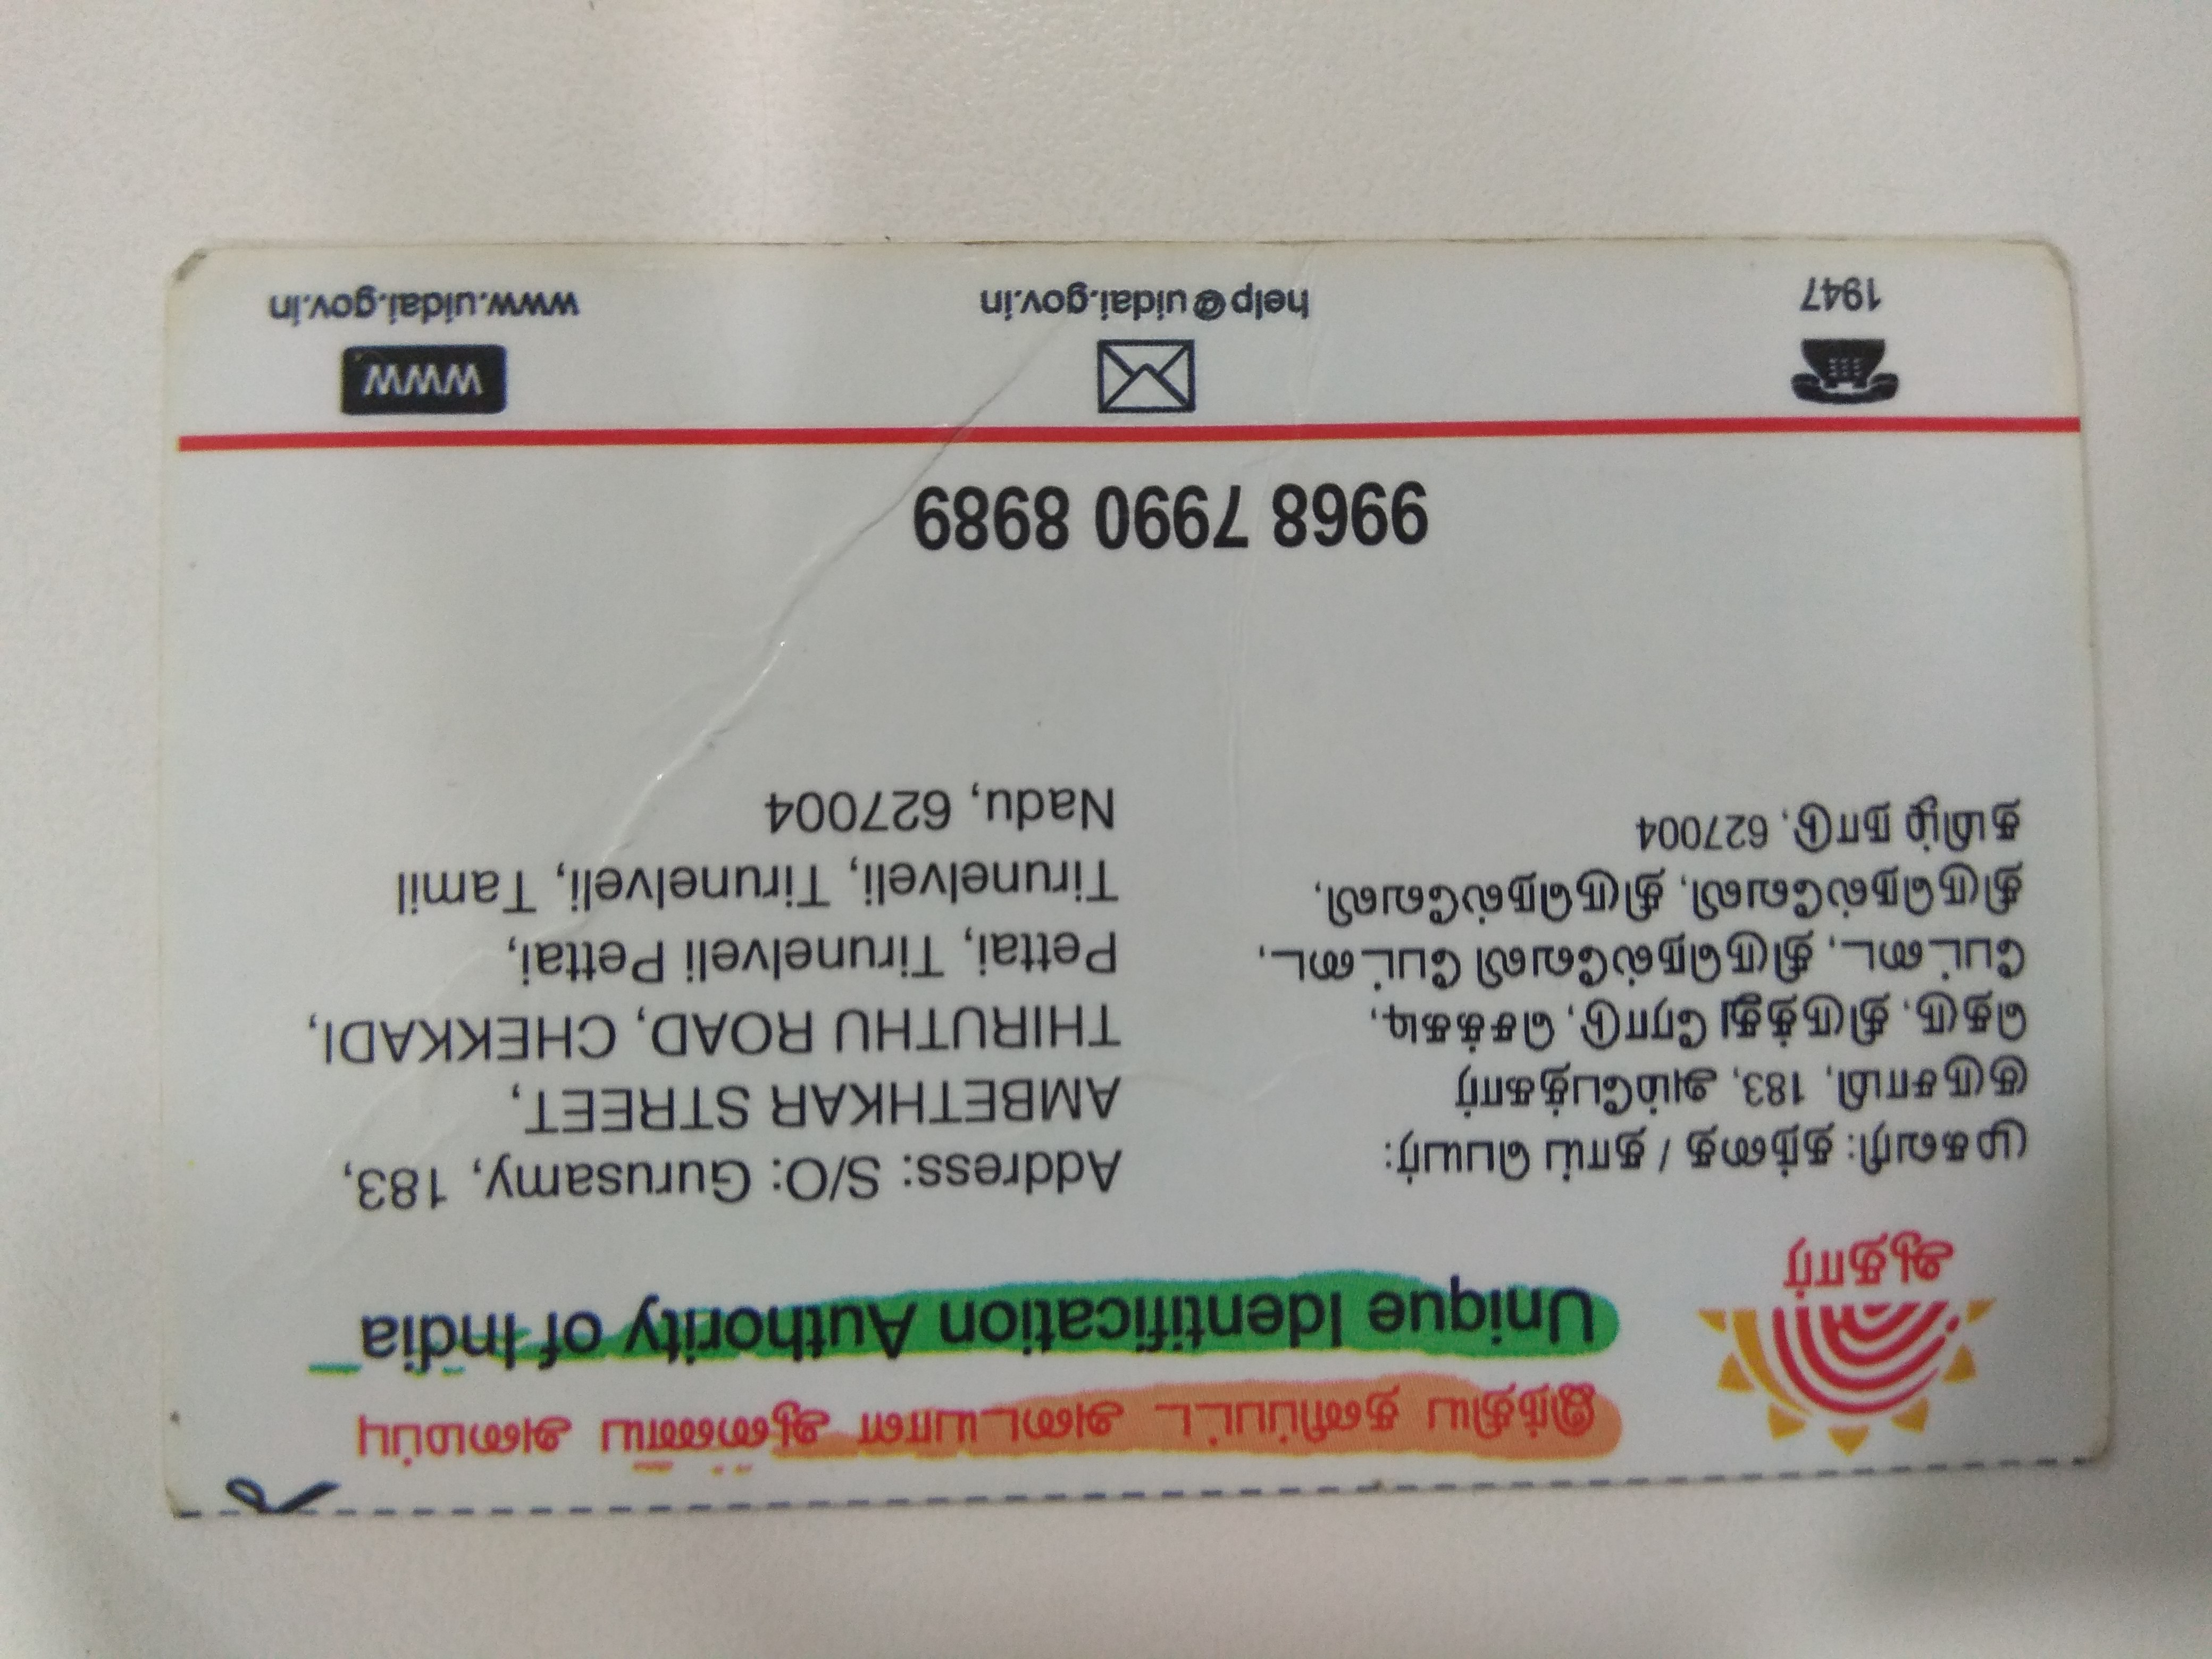 இந்திய தனிப்பட்ட அடையாள ஆணைய அமைப்பு
Unique Identification Authority of India
ஆதார்
முகவரி: தந்தை / தாய் பெயர்:
குருசாமி, 183, அம்பேத்கார்
தெரு, திருத்து ரோடு, செக்கடி,
பேட்டை, திருநெல்வேலி பேட்டை,
திருநெல்வேலி, திருநெல்வேலி,
தமிழ் நாடு, 627004
Address: S/O: Gurusamy, 183,
AMBETHKAR STREET,
THIRUTHU ROAD, CHEKKADI,
Pettai, Tirunelveli Pettai,
Tirunelveli, Tirunelveli, Tamil
Nadu, 627004
9968 7990 8989
1947
help@uidai.gov.in
WWW
www.uidai.gov.in